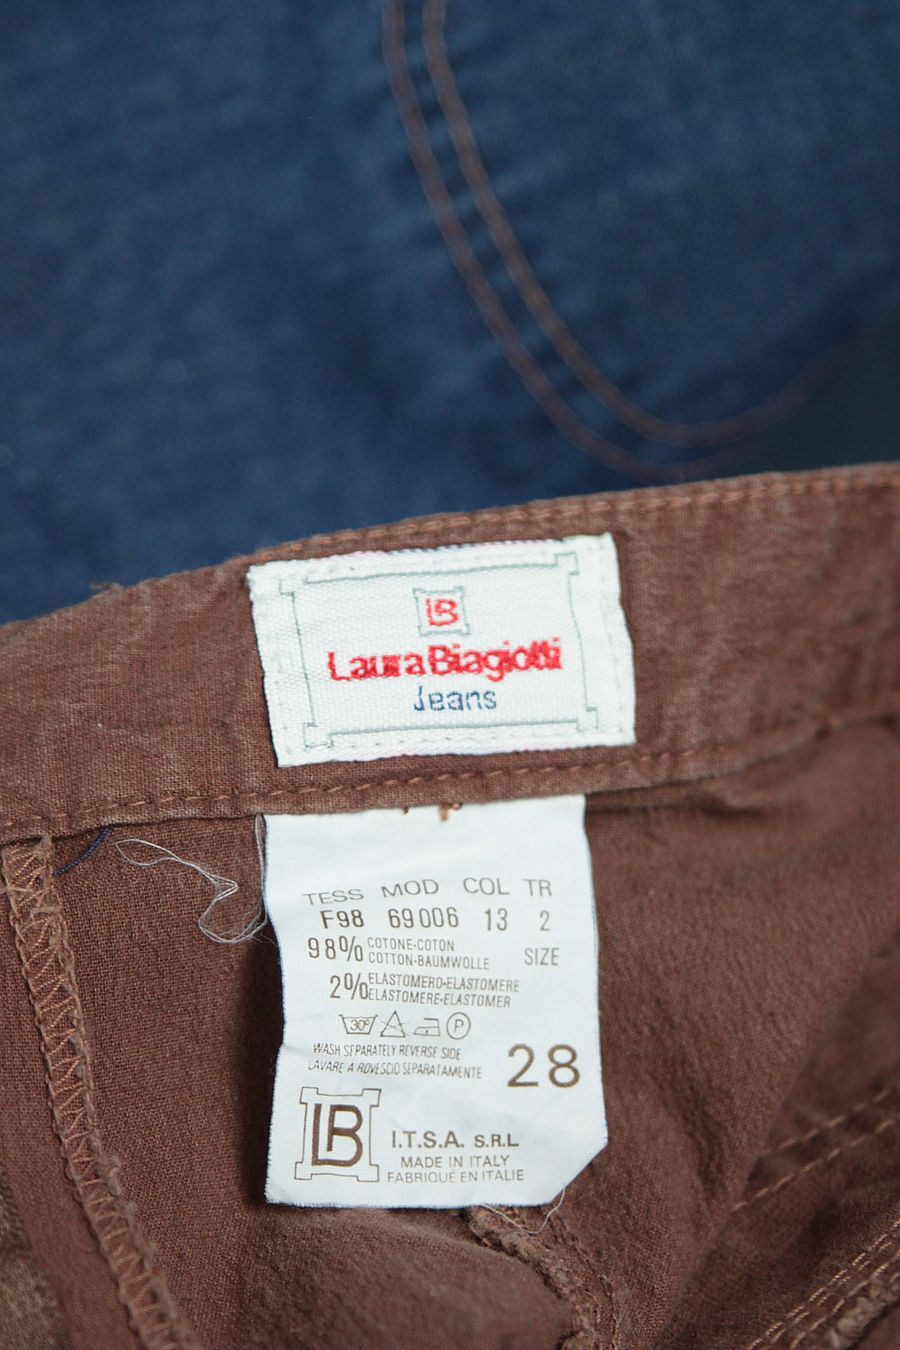 LB
Laura Biagiotti
Jeans
TESS MOD COL TR
F98 69006 13 2
98% COTONE-COTON
COTTON-BAUMWOLLE
SIZE
2% ELASTOMERO-ELASTOMERE
ELASTOMERE-ELASTOMER
30° P
WASH SEPARATELY REVERSE SIDE
LAVARE A ROVESCIO SEPARATAMENTE
28
LB
I.T.S.A. S.R.L
MADE IN ITALY
FABRIQUÉ EN ITALIE